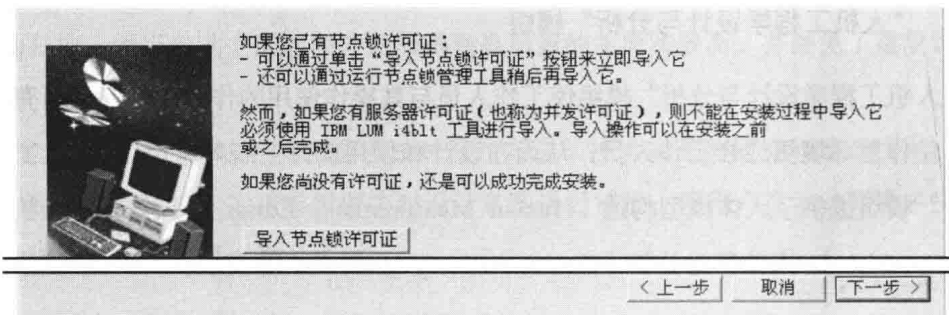 如果您已有节点锁许可证：
- 可以通过单击“导入节点锁许可证”按钮来立即导入它
- 还可以通过运行节点锁管理工具稍后再导入它。
然而，如果您有服务器许可证(也称为并发许可证)，则不能在安装过程中导入它
必须使用 IBM LUM i4blt 工具进行导入。导入操作可以在安装之前
或之后完成。
如果您尚没有许可证，还是可以成功完成安装。
导入节点锁许可证
< 上一步
取消
下一步 >